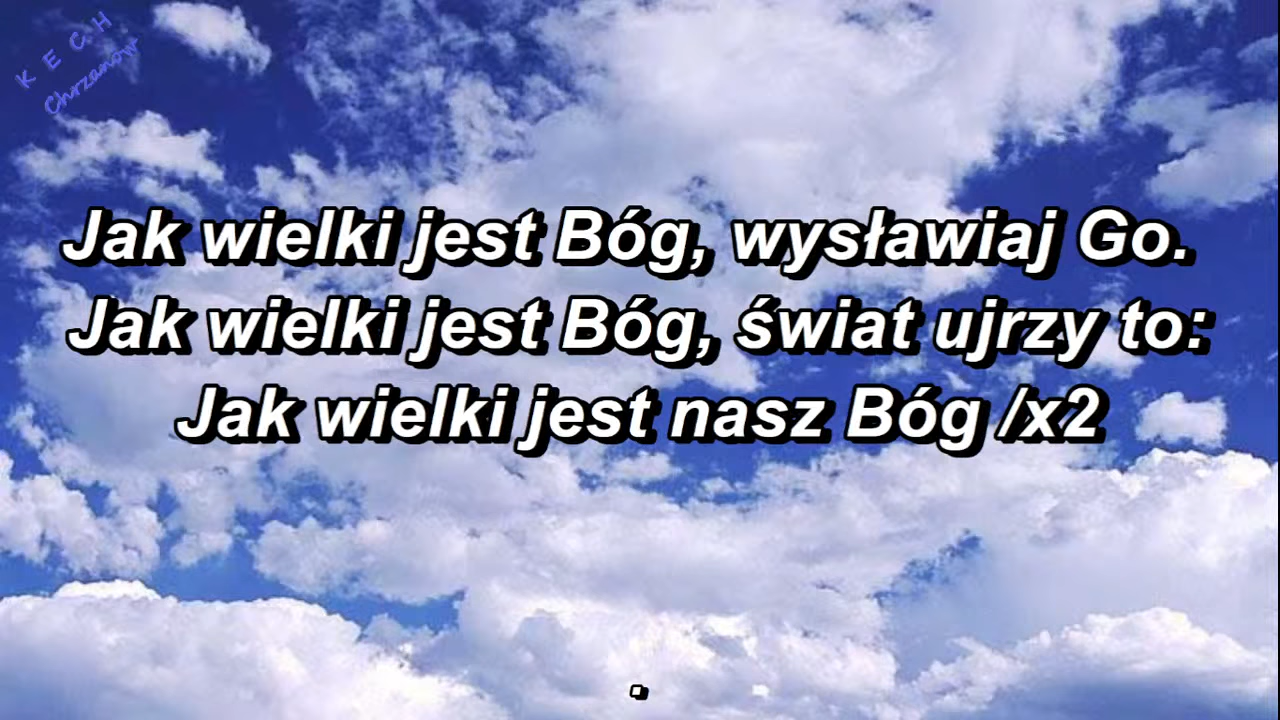 K E Ch H
Chrzanów
Jak wielki jest Bóg, wysławiaj Go.
Jak wielki jest Bóg, świat ujrzy to:
Jak wielki jest nasz Bóg /x2
.